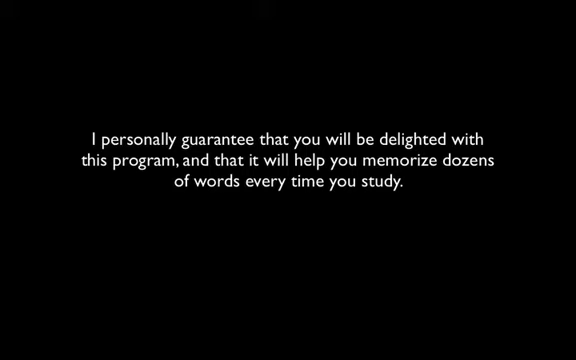 I personally guarantee that you will be delighted with
this program, and that it will help you memorize dozens
of words every time you study.